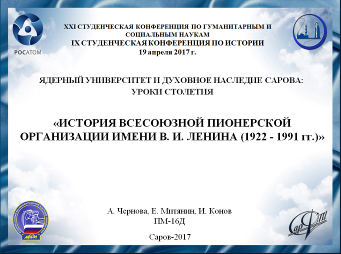 XXI СТУДЕНЧЕСКАЯ КОНФЕРЕНЦИЯ ПО ГУМАНИТАРНЫМ И
СОЦИАЛЬНЫМ НАУКАМ
IX СТУДЕНЧЕСКАЯ КОНФЕРЕНЦИЯ ПО ИСТОРИИ
19 апреля 2017 г.
РОСАТОМ
ЯДЕРНЫЙ УНИВЕРСИТЕТ И ДУХОВНОЕ НАСЛЕДИЕ САРОВА:
УРОКИ СТОЛЕТИЯ
«ИСТОРИЯ ВСЕСОЮЗНОЙ ПИОНЕРСКОЙ
ОРГАНИЗАЦИИ ИМЕНИ В. И. ЛЕНИНА (1922 - 1991 гг.)»
А. Чернова, Е. Митянин, И. Конов
ПМ-16Д
Саров-2017